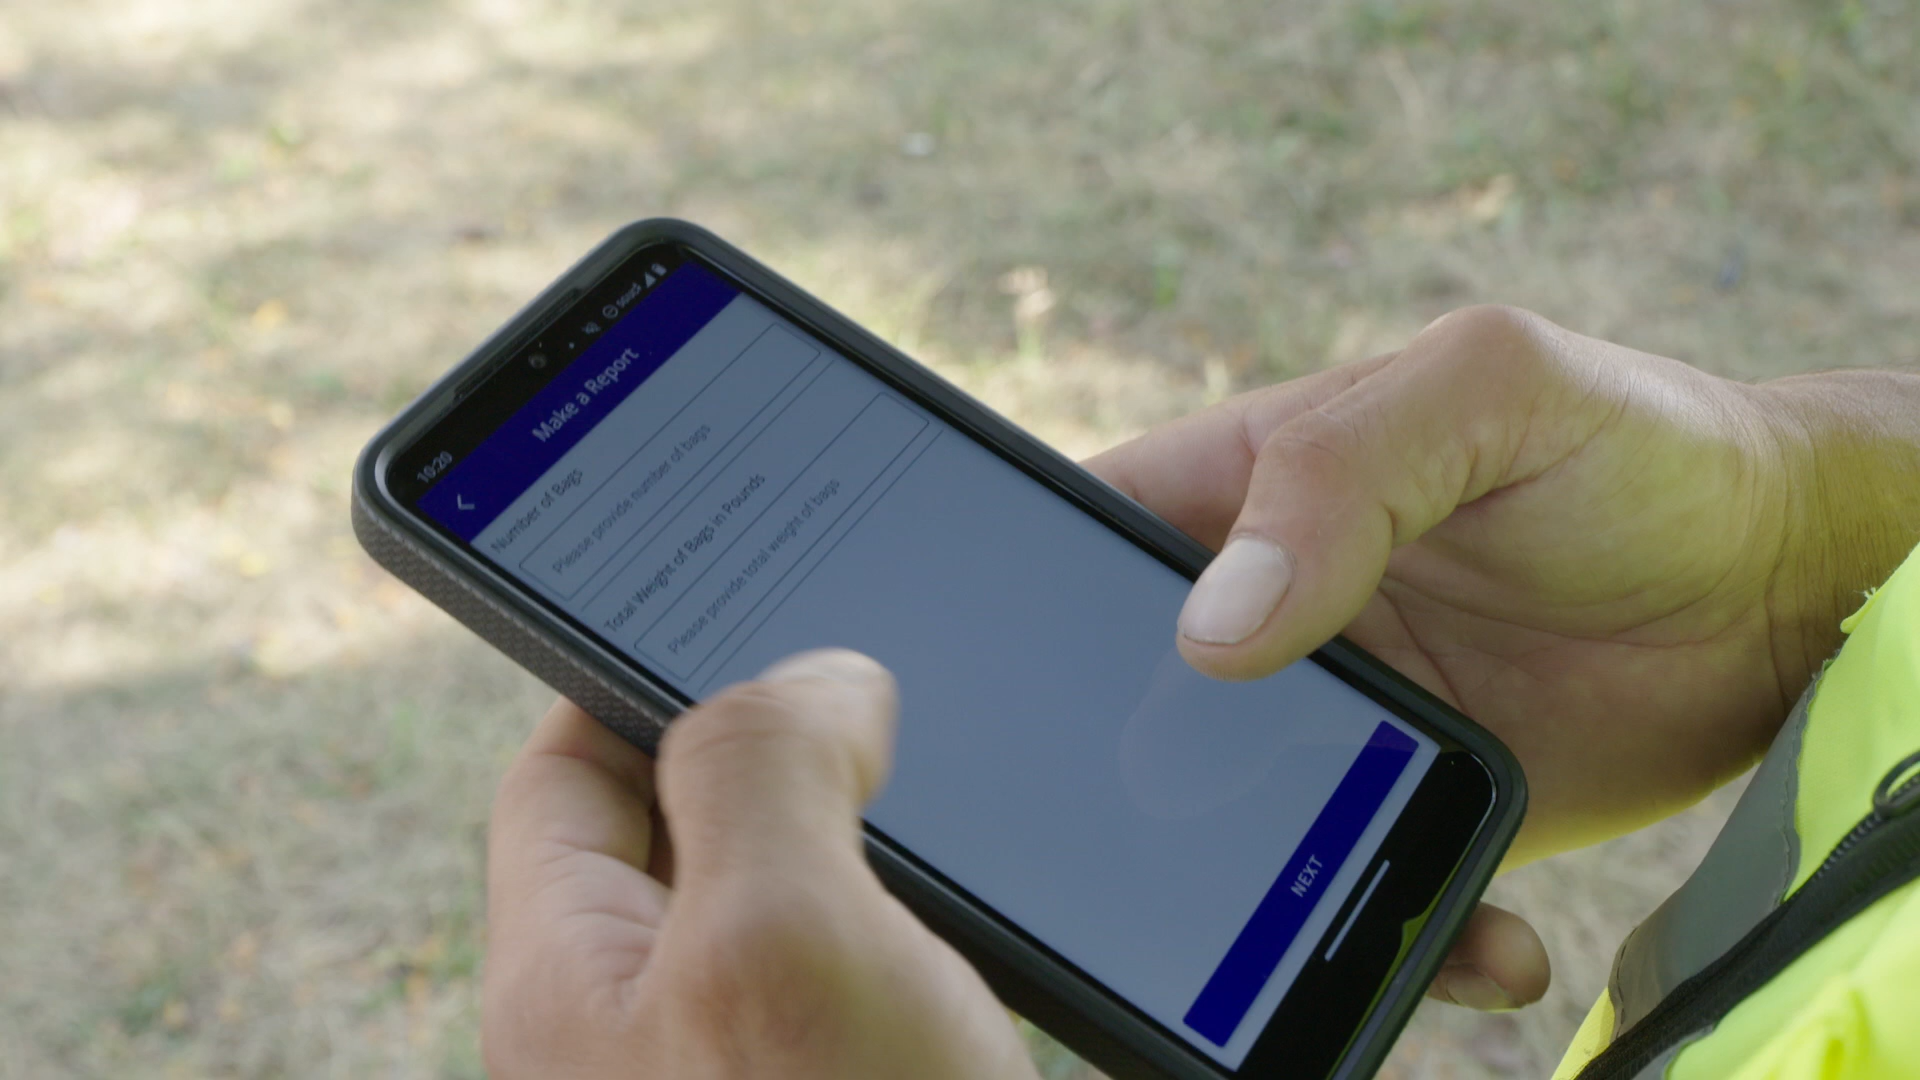 10:20
Make a Report
Number of Bags
Please provide number of bags
Total Weight of Bags in Pounds
Please provide total weight of bags
NEXT